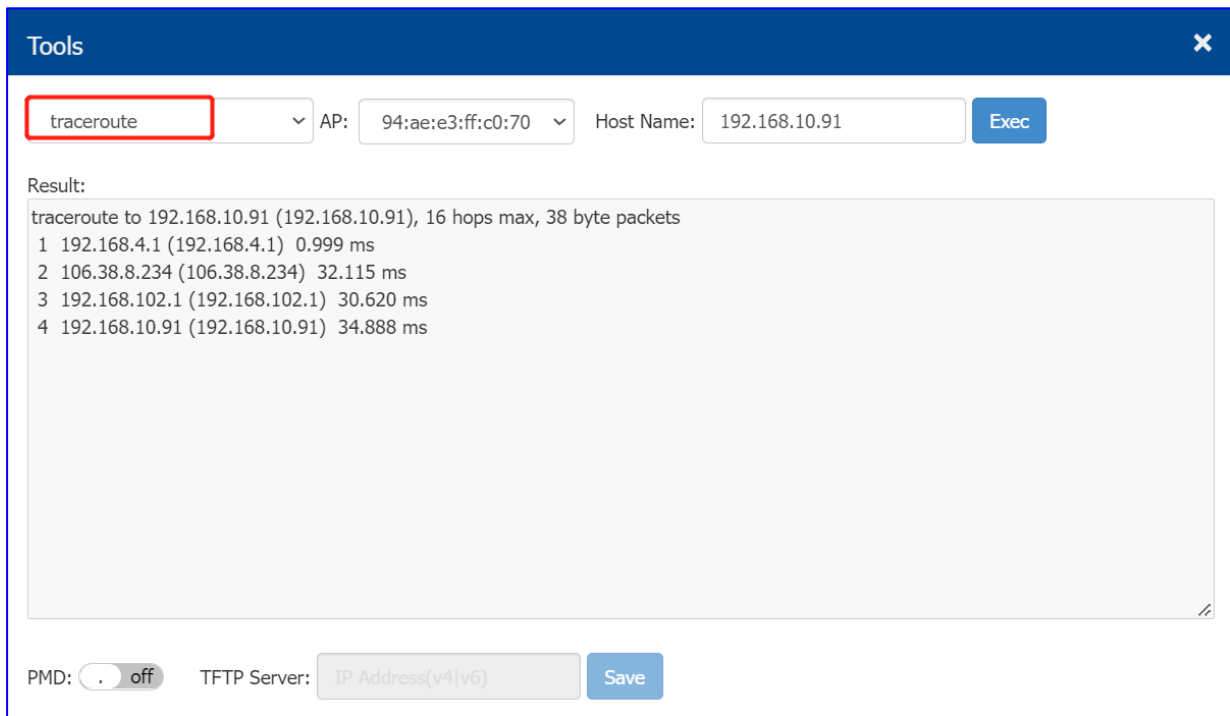 Tools
traceroute AP: 94:ae:e3:ff:c0:70 Host Name: 192.168.10.91 Exec
Result:
traceroute to 192.168.10.91 (192.168.10.91), 16 hops max, 38 byte packets
1 192.168.4.1 (192.168.4.1) 0.999 ms
2 106.38.8.234 (106.38.8.234) 32.115 ms
3 192.168.102.1 (192.168.102.1) 30.620 ms
4 192.168.10.91 (192.168.10.91) 34.888 ms
PMD: . off TFTP Server: IP Address(v4|v6) Save